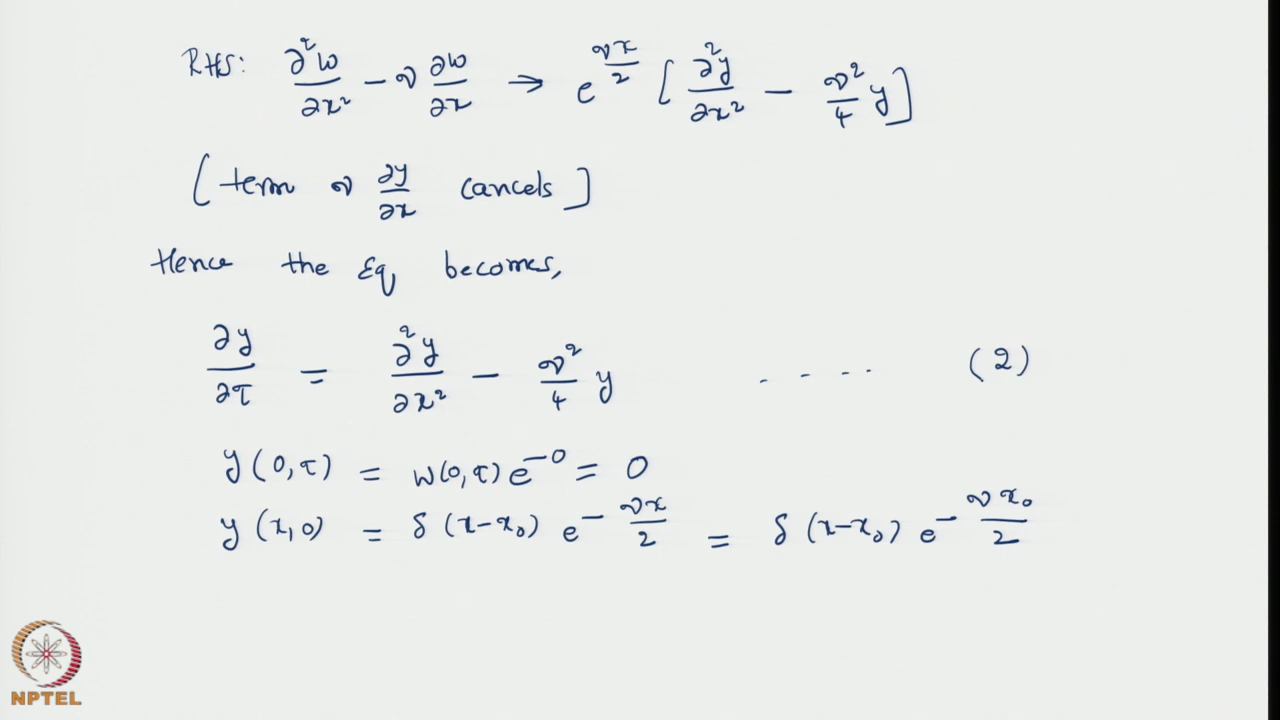 RHS: ∂²w/∂x² − ν ∂w/∂x → e^(νx/2) [∂²y/∂x² − ν²/4 y]
[term ν ∂y/∂x cancels]
Hence the Eq becomes,
∂y/∂τ = ∂²y/∂x² − ν²/4 y .... (2)
y(0,τ) = w(0,τ) e^(−0) = 0
y(x,0) = δ(x−x₀) e^(−νx/2) = δ(x−x₀) e^(−νx₀/2)
NPTEL